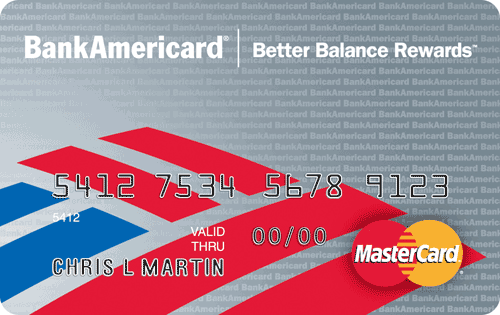 BankAmericard® | Better Balance Rewards™
5412 7534 5678 9123
5412
VALID
THRU
00/00
CHRIS L MARTIN
MasterCard